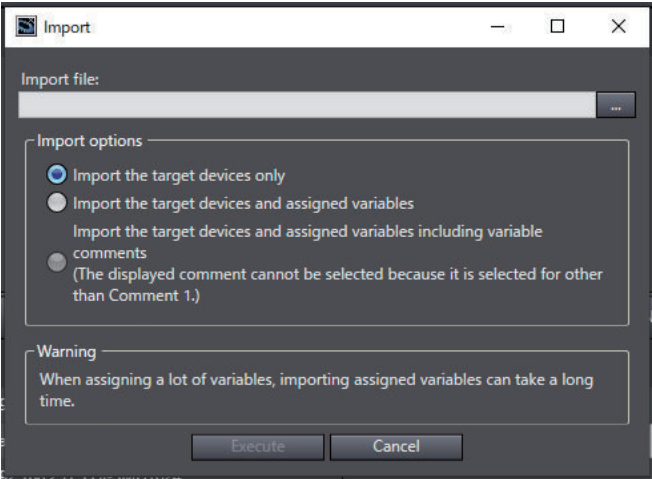 Import
Import file:
...
Import options
Import the target devices only
Import the target devices and assigned variables
Import the target devices and assigned variables including variable
comments
(The displayed comment cannot be selected because it is selected for other
than Comment 1.)
Warning
When assigning a lot of variables, importing assigned variables can take a long
time.
Execute
Cancel